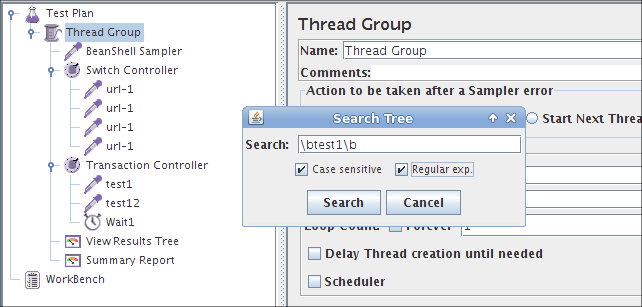 Test Plan
Thread Group
BeanShell Sampler
Switch Controller
url-1
url-1
url-1
url-1
Transaction Controller
test1
test12
Wait1
View Results Tree
Summary Report
WorkBench
Thread Group
Name: Thread Group
Comments:
Action to be taken after a Sampler error
Start Next Threa
Search Tree
Search: \btest1\b
Case sensitive Regular exp.
Search Cancel
Loop Count: Forever 1
Delay Thread creation until needed
Scheduler